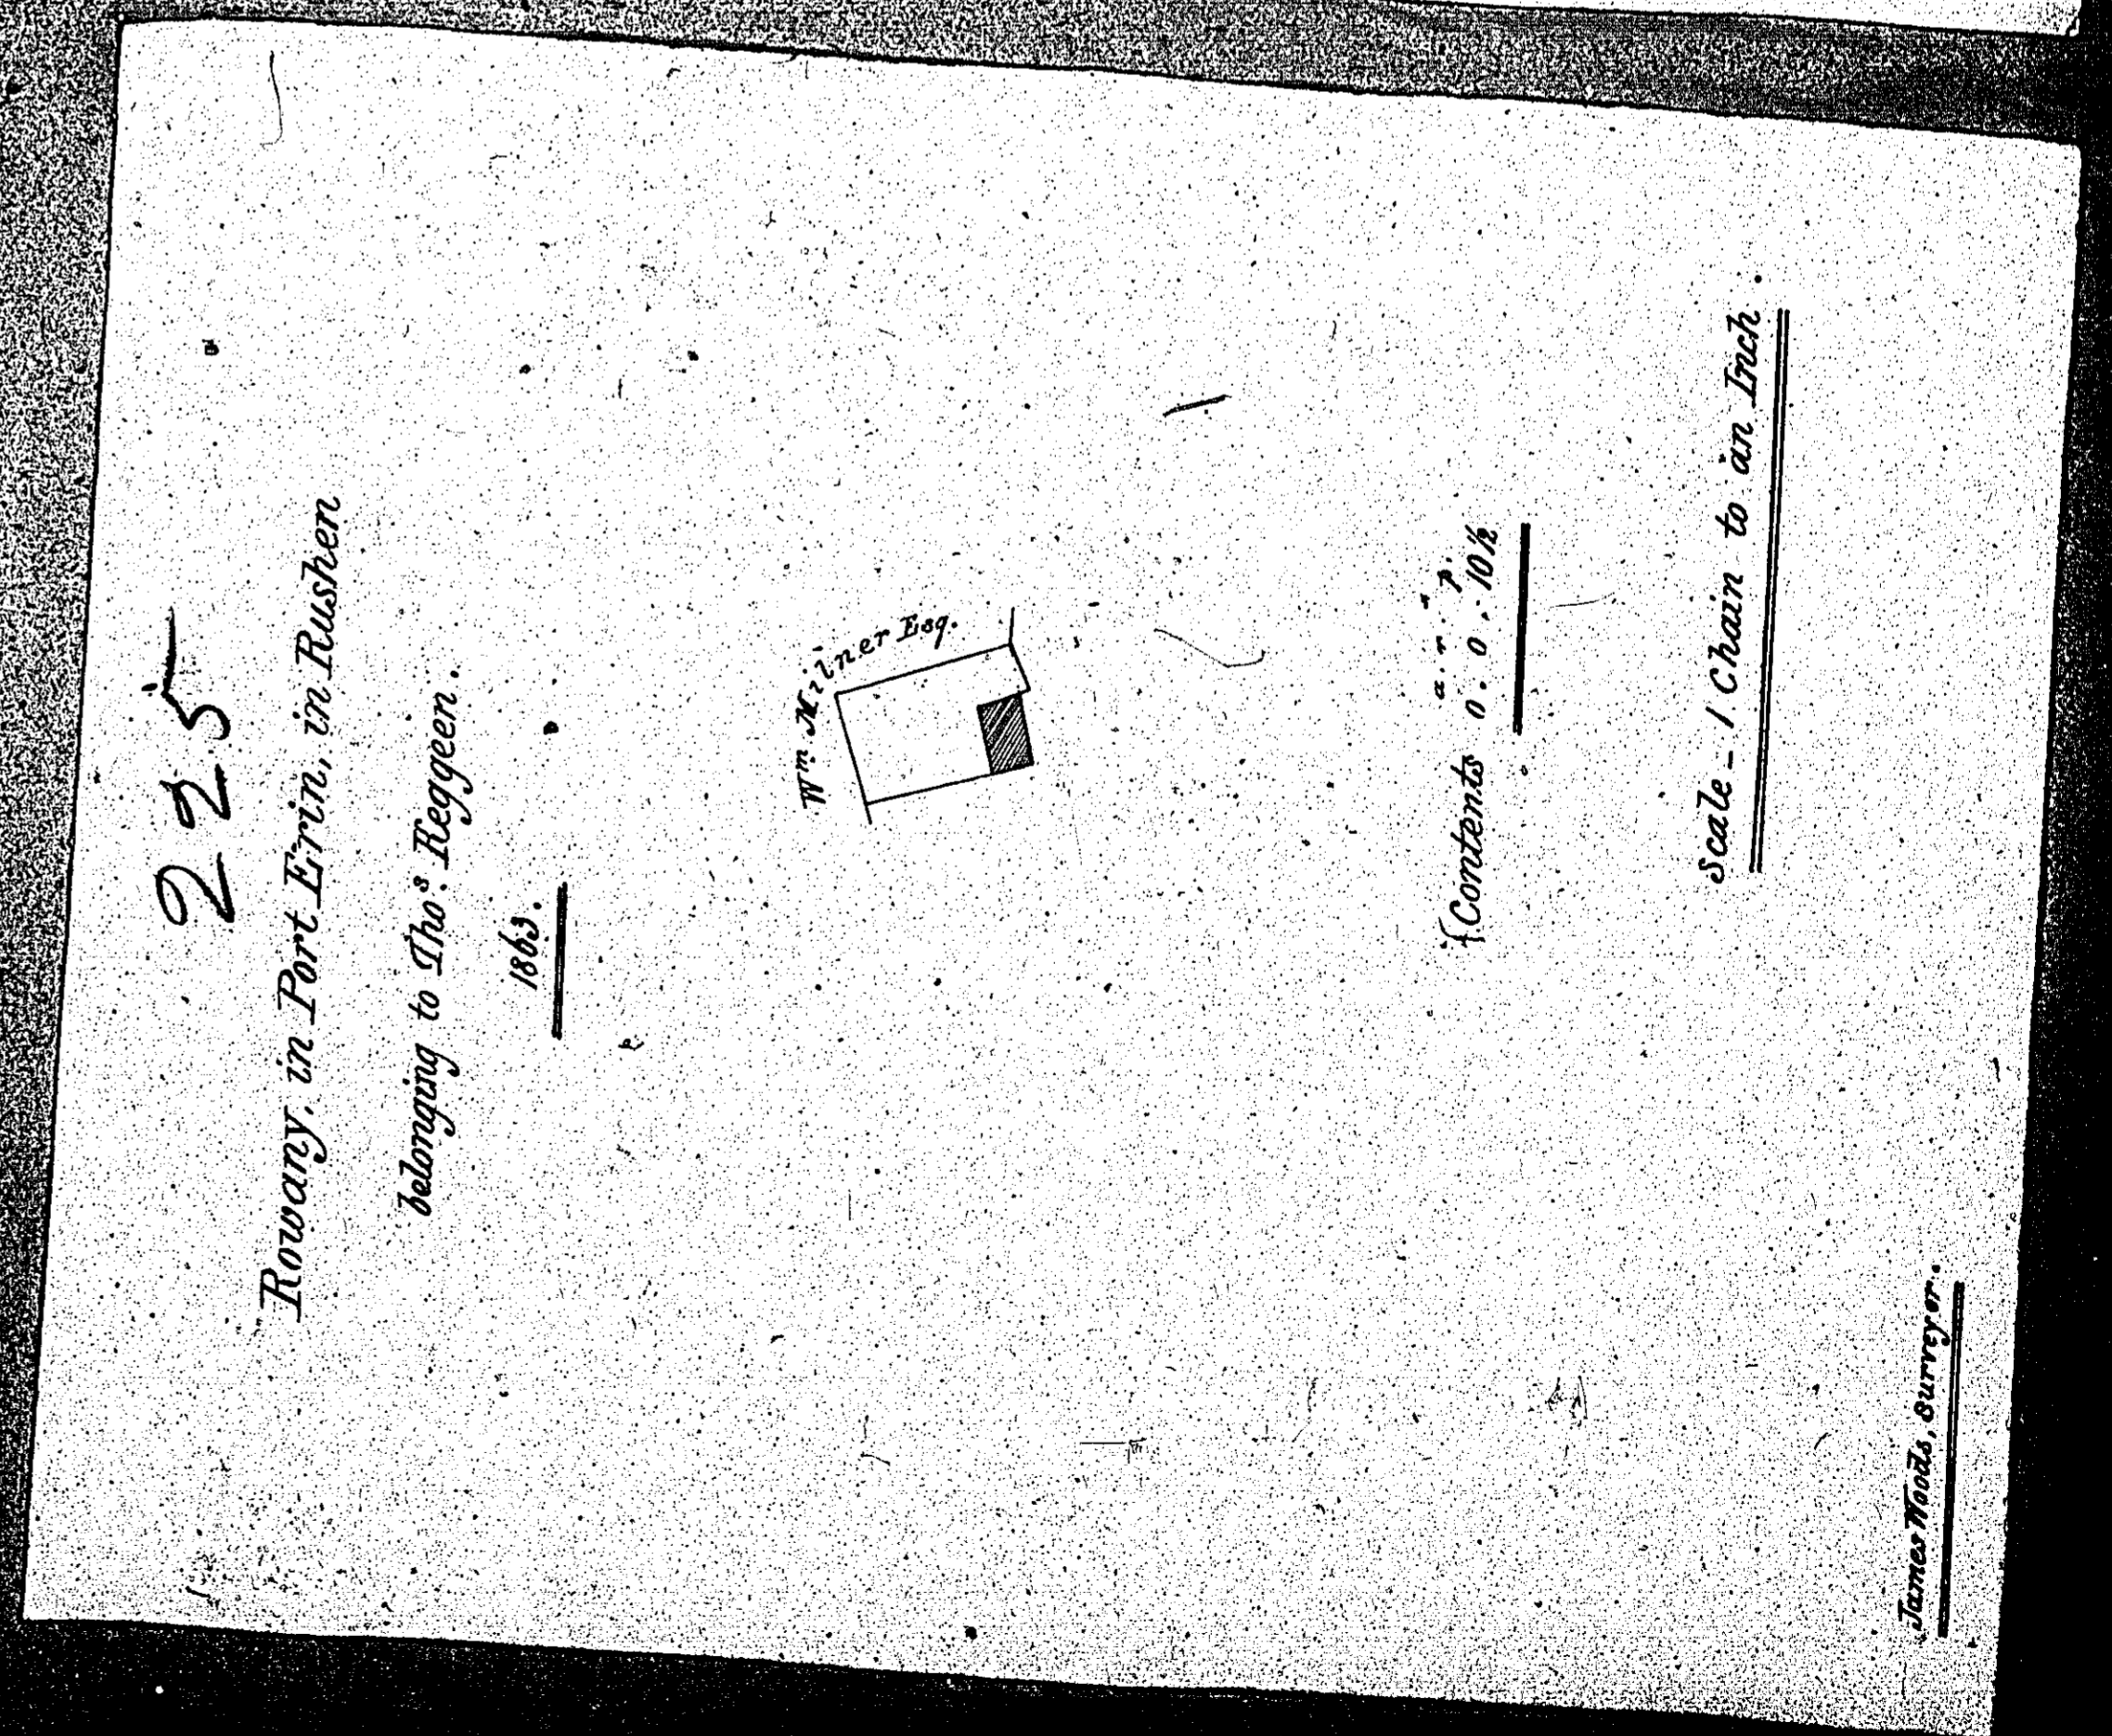 225
Rowany, in Port Erin, in Rushen
belonging to Thos. Keggeen.
1863.
Wm. Milner Esq.
a. r. p.
{Contents 0. 0. 10½
Scale - 1 Chain to an Inch.
James Woods, Surveyor.